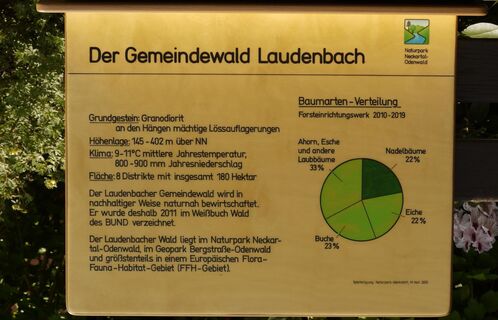 Naturpark
Neckartal-
Odenwald
Der Gemeindewald Laudenbach
Grundgestein: Granodiorit
an den Hängen mächtige Lössauflagerungen
Höhenlage: 145-402 m über NN
Klima: 9-11°C mittlere Jahrestemperatur,
800-900 mm Jahresniederschlag
Fläche: 8 Distrikte mit insgesamt 180 Hektar
Der Laudenbacher Gemeindewald wird in
nachhaltiger Weise naturnah bewirtschaftet.
Er wurde deshalb 2011 im Weißbuch Wald
des BUND verzeichnet.
Der Laudenbacher Wald liegt im Naturpark Neckar-
tal-Odenwald, im Geopark Bergstraße-Odenwald
und größtenteils in einem Europäischen Flora-
Fauna-Habitat-Gebiet (FFH-Gebiet).
Baumarten-Verteilung
Forsteinrichtungswerk 2010-2019
Ahorn, Esche
und andere
Laubbäume
33%
Nadelbäume
22%
Eiche
22 %
Buche
23 %